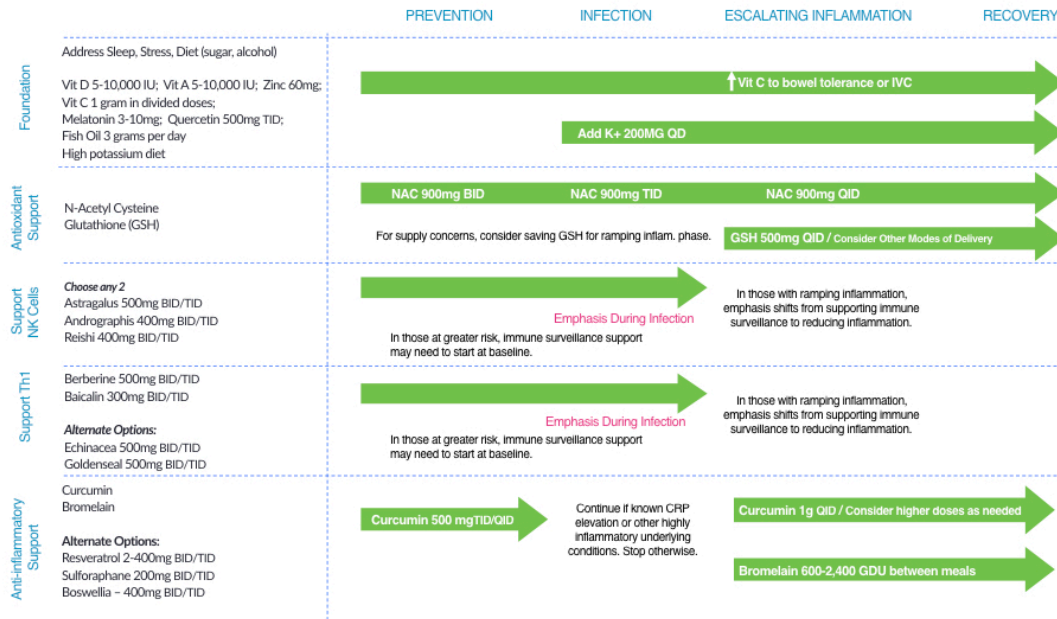 PREVENTION INFECTION ESCALATING INFLAMMATION RECOVERY
Foundation
Address Sleep, Stress, Diet (sugar, alcohol)
Vit D 5-10,000 IU; Vit A 5-10,000 IU; Zinc 60mg;
Vit C 1 gram in divided doses;
Melatonin 3-10mg; Quercetin 500mg TID;
Fish Oil 3 grams per day
High potassium diet
Vit C to bowel tolerance or IVC
Add K+ 200MG QD
Antioxidant
Support
N-Acetyl Cysteine
Glutathione (GSH)
NAC 900mg BID NAC 900mg TID NAC 900mg QID
For supply concerns, consider saving GSH for ramping inflam. phase.
GSH 500mg QID / Consider Other Modes of Delivery
Support
NK Cells
Choose any 2
Astragalus 500mg BID/TID
Andrographis 400mg BID/TID
Reishi 400mg BID/TID
Emphasis During Infection
In those at greater risk, immune surveillance support
may need to start at baseline.
In those with ramping inflammation,
emphasis shifts from supporting immune
surveillance to reducing inflammation.
Support Th1
Berberine 500mg BID/TID
Baicalin 300mg BID/TID
Alternate Options:
Echinacea 500mg BID/TID
Goldenseal 500mg BID/TID
Emphasis During Infection
In those at greater risk, immune surveillance support
may need to start at baseline.
In those with ramping inflammation,
emphasis shifts from supporting immune
surveillance to reducing inflammation.
Anti-inflammatory
Support
Curcumin
Bromelain
Alternate Options:
Resveratrol 2-400mg BID/TID
Sulforaphane 200mg BID/TID
Boswellia – 400mg BID/TID
Curcumin 500 mgTID/QID
Continue if known CRP
elevation or other highly
inflammatory underlying
conditions. Stop otherwise.
Curcumin 1g QID / Consider higher doses as needed
Bromelain 600-2,400 GDU between meals